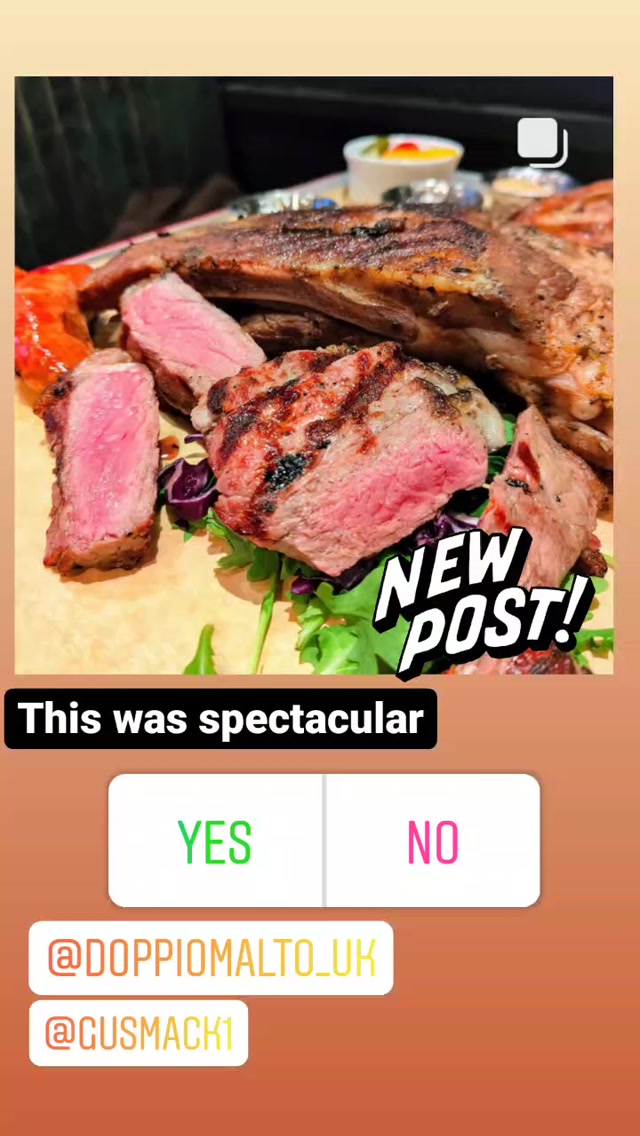 NEW
POST!
This was spectacular
YES
NO
@DOPPIOMALTO_UK
@GUSMACK1